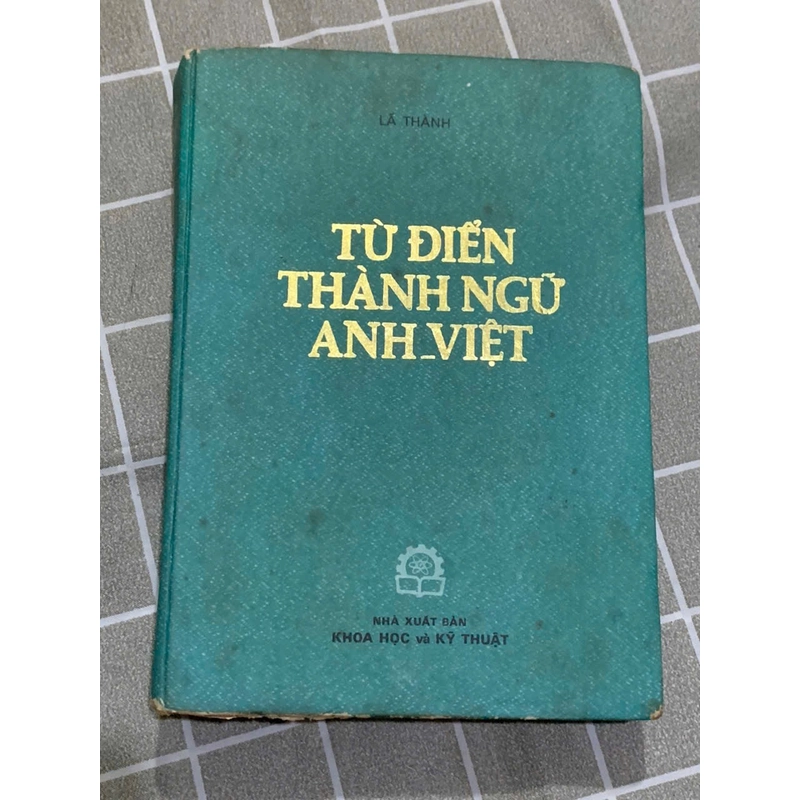 LÃ THÀNH
TỪ ĐIỂN
THÀNH NGỮ
ANH_VIỆT
NHÀ XUẤT BẢN
KHOA HỌC và KỸ THUẬT